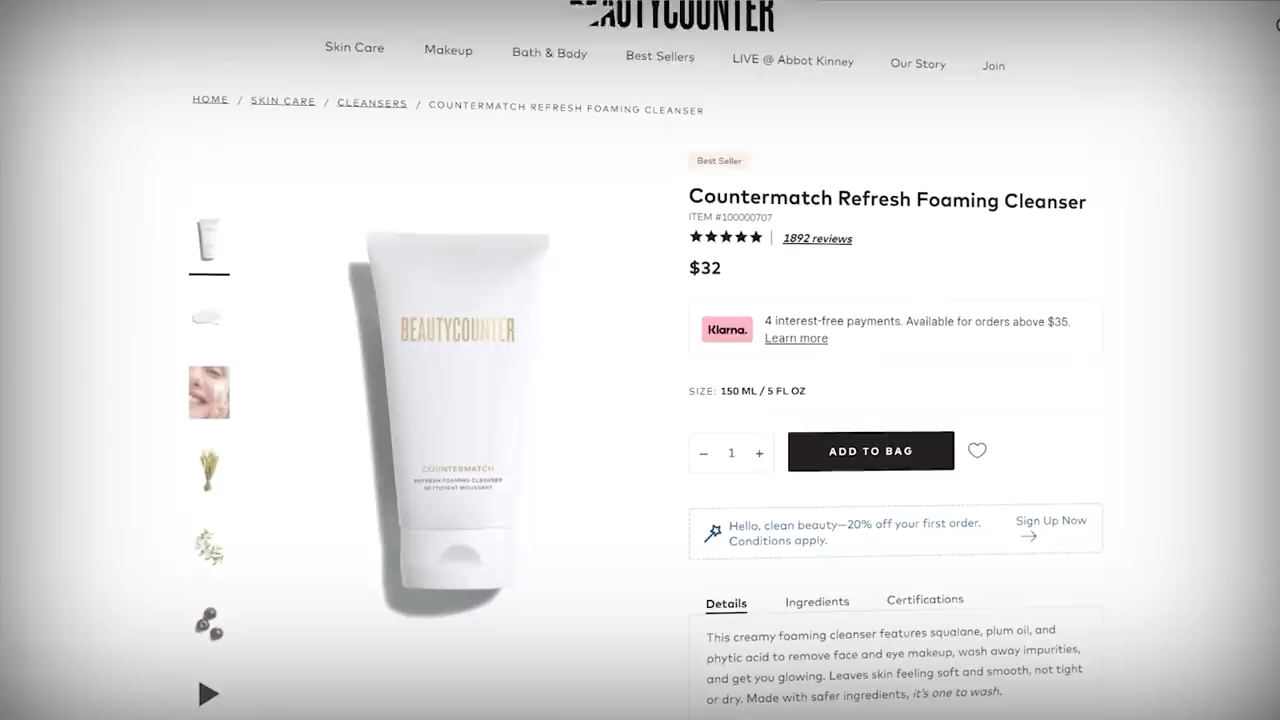 BEAUTYCOUNTER
Skin Care Makeup Bath & Body Best Sellers LIVE @ Abbot Kinney Our Story Join
HOME / SKIN CARE / CLEANSERS / COUNTERMATCH REFRESH FOAMING CLEANSER
Best Seller
Countermatch Refresh Foaming Cleanser
ITEM #100000707
1892 reviews
$32
Klarna.
4 interest-free payments. Available for orders above $35.
Learn more
SIZE: 150 ML / 5 FL OZ
− 1 +
ADD TO BAG
Hello, clean beauty—20% off your first order.
Conditions apply.
Sign Up Now
Details Ingredients Certifications
This creamy foaming cleanser features squalane, plum oil, and
phytic acid to remove face and eye makeup, wash away impurities,
and get you glowing. Leaves skin feeling soft and smooth, not tight
or dry. Made with safer ingredients, it's one to wash.
BEAUTYCOUNTER
COUNTERMATCH
REFRESH FOAMING CLEANSER
NETTOYANT MOUSSANT